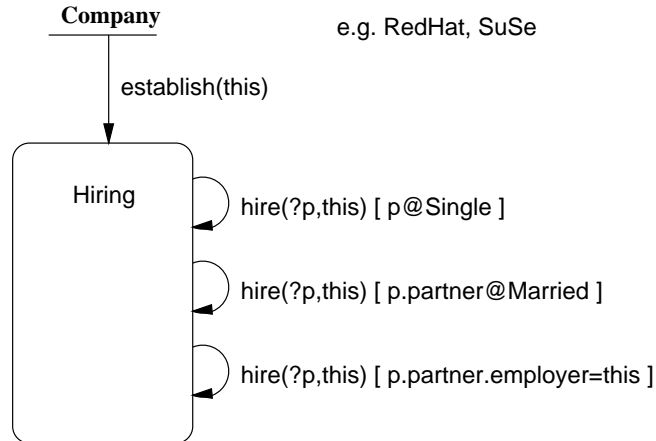 Company
e.g. RedHat, SuSe
establish(this)
Hiring
hire(?p,this) [ p@Single ]
hire(?p,this) [ p.partner@Married ]
hire(?p,this) [ p.partner.employer=this ]